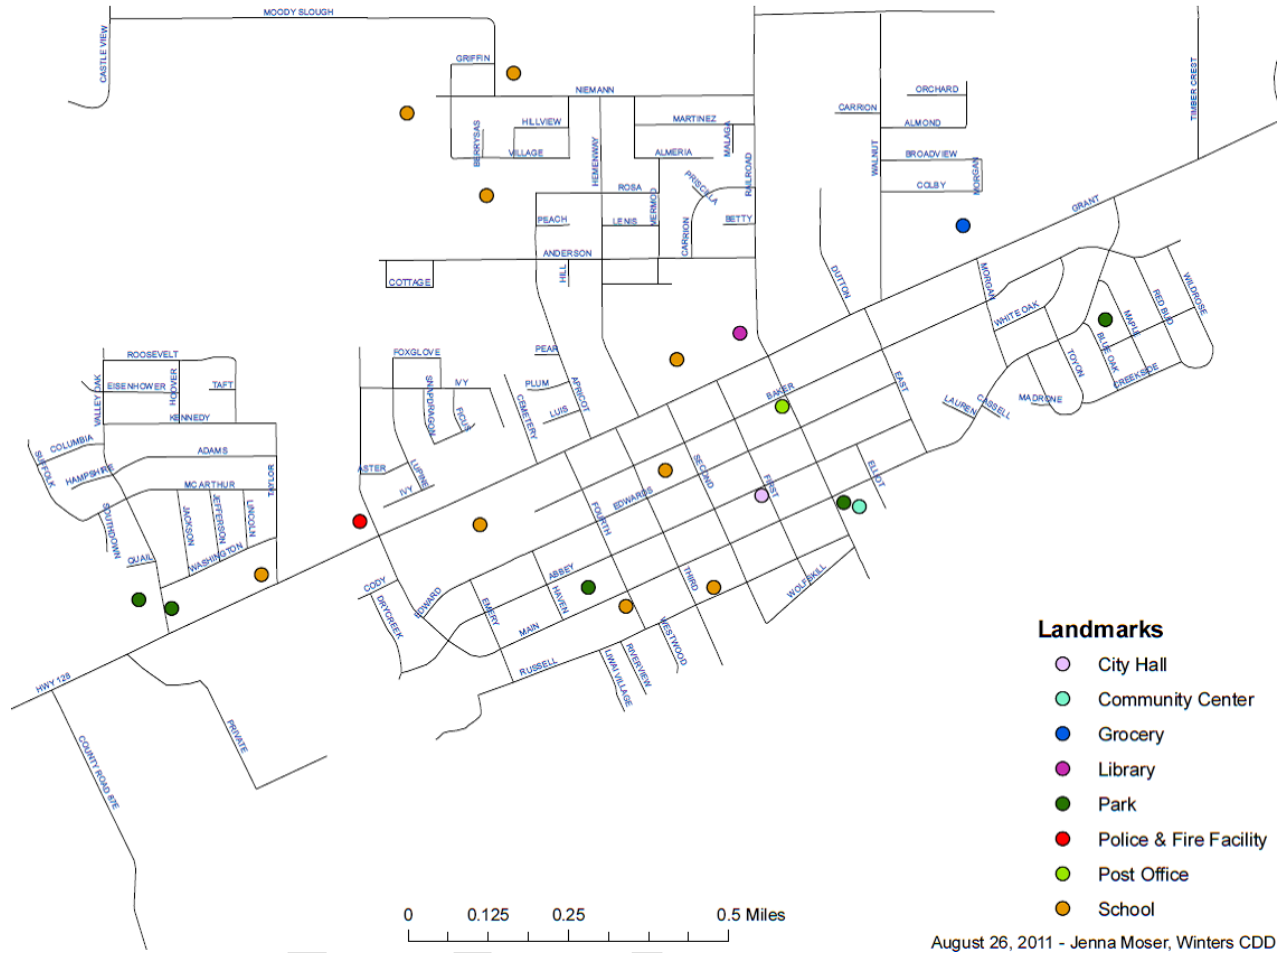 MOODY SLOUGH
CASTLE VIEW
GRIFFIN
NIEMANN
TIMBER CREST
ORCHARD
CARRION
ALMOND
HILLVIEW
MARTINEZ
MALAGA
BERRYSAS
VILLAGE
HEMENWAY
ALMERIA
RAILROAD
WALNUT
BROADVIEW
MORGAN
COLBY
PRISCILLA
ROSA
MERMOD
PEACH
LENIS
BETTY
CARRION
GRANT
ANDERSON
HILL
COTTAGE
DUTTON
MORGAN
WILDROSE
RED BUD
WHITE OAK
MAPLE
BLUE OAK
TOYON
CREEKSIDE
ROOSEVELT
FOXGLOVE
PEAR
VALLEY OAK
EISENHOWER
HOOVER
TAFT
SNAPDRAGON
IVY
FICUS
PLUM
APRICOT
LUIS
CEMETERY
BAKER
EAST
LAUREN
CASSELL
MADRONE
KENNEDY
COLUMBIA
SUFFOLK
HAMPSHIRE
ADAMS
MCARTHUR
TAYLOR
ASTER
LUPINE
IVY
SECOND
FIRST
ELLIOT
EDWARDS
FOURTH
SOUTHDOWN
JACKSON
JEFFERSON
LINCOLN
QUAIL
WASHINGTON
CODY
DRYCREEK
EDWARD
EMERY
ABBEY
HAVEN
MAIN
THIRD
WOLFSKILL
RUSSELL
WESTWOOD
RIVERVIEW
LIWAI VILLAGE
HWY 128
PRIVATE
COUNTY ROAD 87E
Landmarks
City Hall
Community Center
Grocery
Library
Park
Police & Fire Facility
Post Office
School
0 0.125 0.25 0.5 Miles
August 26, 2011 - Jenna Moser, Winters CDD